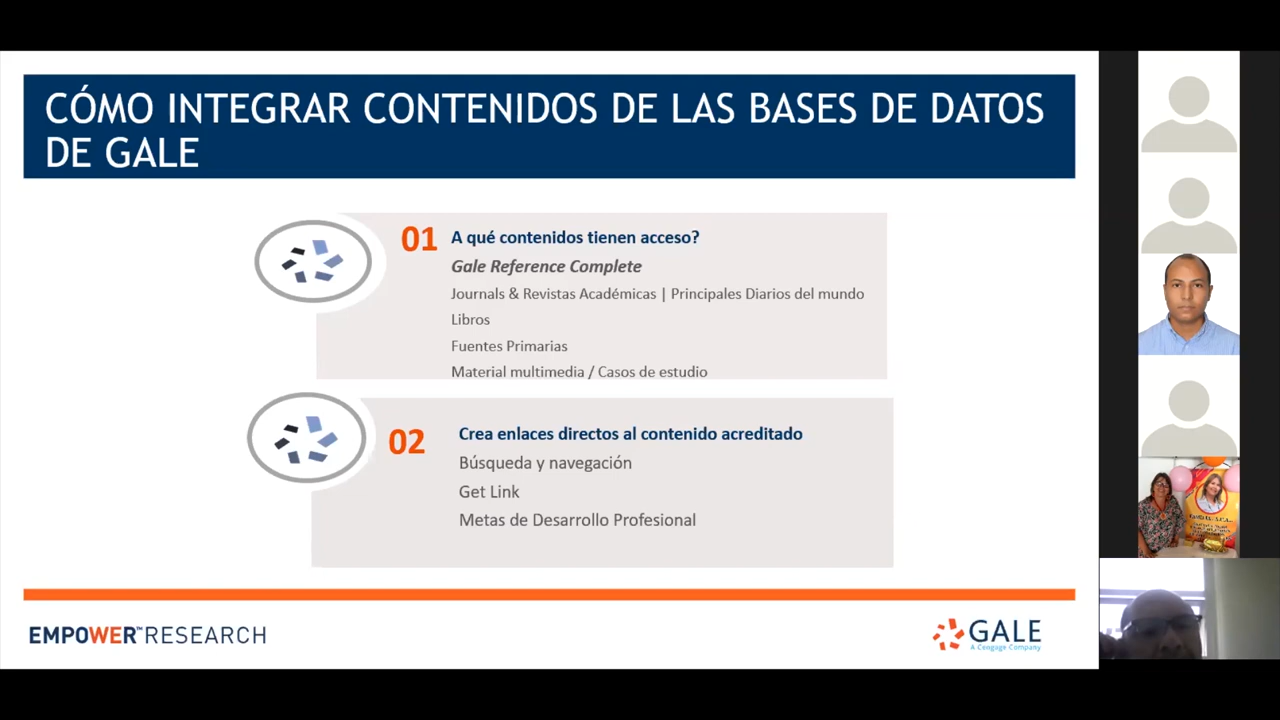 CÓMO INTEGRAR CONTENIDOS DE LAS BASES DE DATOS
DE GALE
01
A qué contenidos tienen acceso?
Gale Reference Complete
Journals & Revistas Académicas | Principales Diarios del mundo
Libros
Fuentes Primarias
Material multimedia / Casos de estudio
02
Crea enlaces directos al contenido acreditado
Búsqueda y navegación
Get Link
Metas de Desarrollo Profesional
EMPOWER™RESEARCH
GALE
A Cengage Company